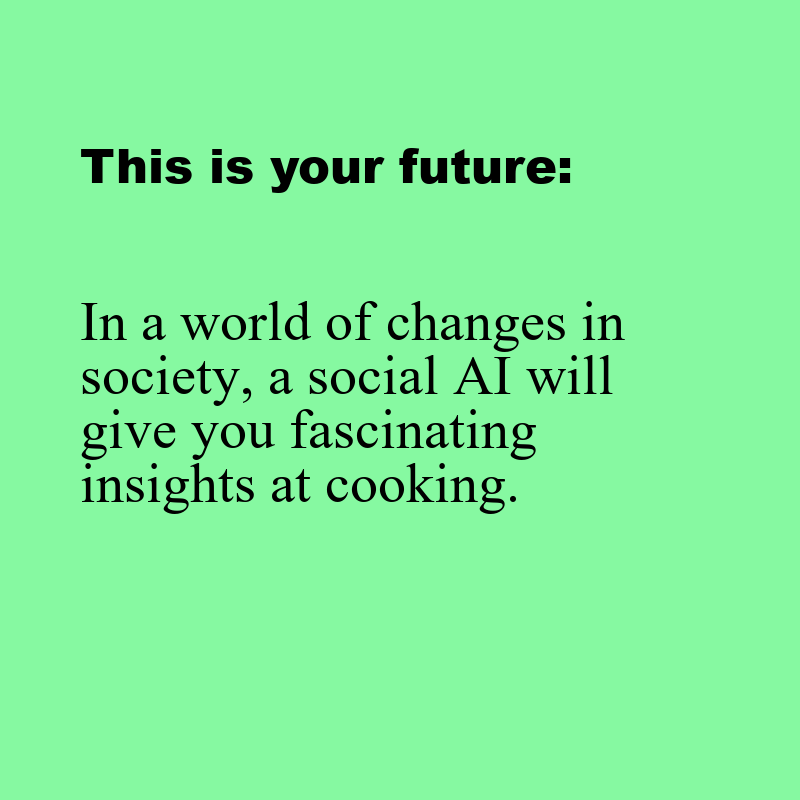 This is your future:
In a world of changes in
society, a social AI will
give you fascinating
insights at cooking.